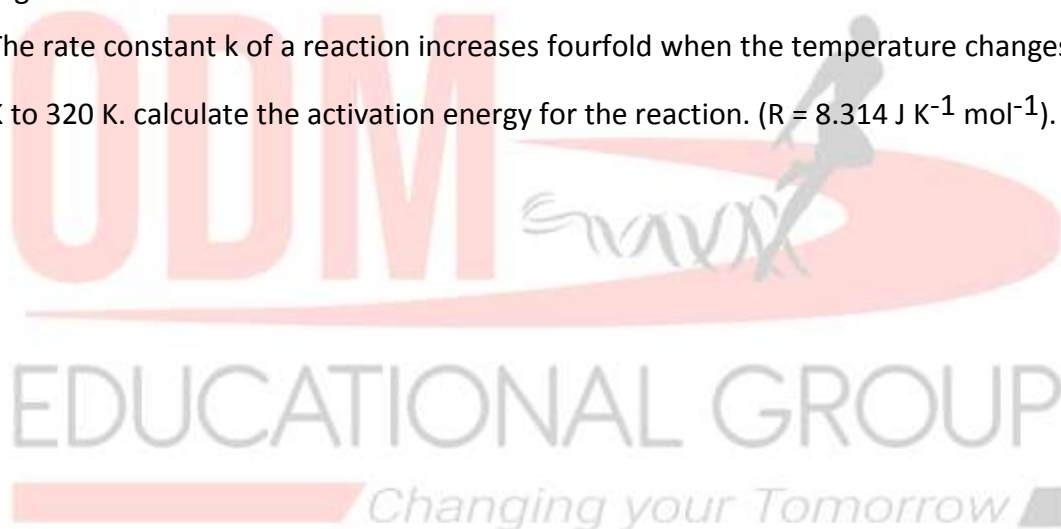 The rate constant k of a reaction increases fourfold when the temperature changes
K to 320 K. calculate the activation energy for the reaction. (R = 8.314 J K-1 mol-1).
ODM
EDUCATIONAL GROUP
Changing your Tomorrow